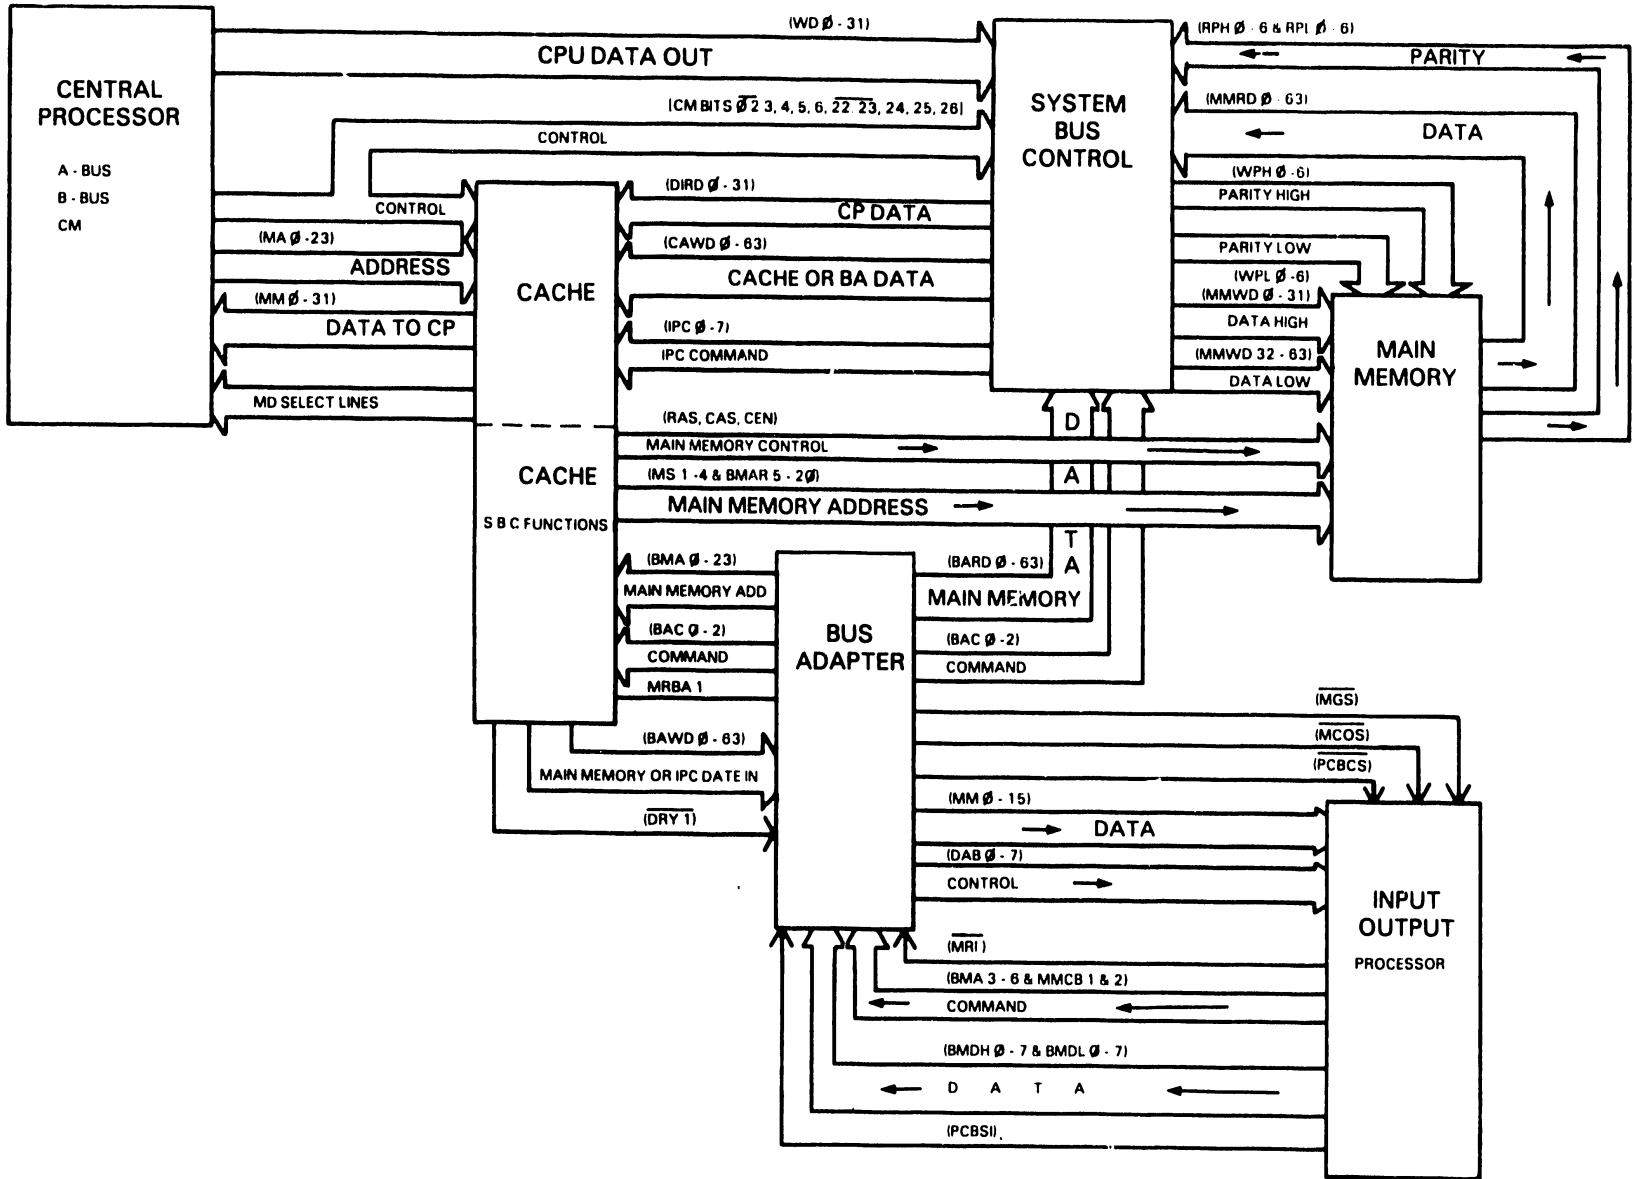 (WD Ø - 31)
CPU DATA OUT
(RPH Ø - 6 & RPL Ø - 6)
PARITY
CENTRAL
PROCESSOR
A - BUS
B - BUS
CM
SYSTEM
BUS
CONTROL
(CM BITS Ø 2 3, 4, 5, 6, 22 23, 24, 25, 26)
CONTROL
(MMRD Ø - 63)
DATA
(WPH Ø - 6)
PARITY HIGH
PARITY LOW
(WPL Ø - 6)
(MMWD Ø - 31)
DATA HIGH
(MMWD 32 - 63)
DATA LOW
CONTROL
(MA Ø - 23)
ADDRESS
(MM Ø - 31)
DATA TO CP
MD SELECT LINES
(DIRD Ø - 31)
CP DATA
(CAWD Ø - 63)
CACHE OR BA DATA
(IPC Ø - 7)
IPC COMMAND
CACHE
MAIN
MEMORY
(RAS, CAS, CEN)
MAIN MEMORY CONTROL
(MS 1 - 4 & BMAR 5 - 2Ø)
MAIN MEMORY ADDRESS
CACHE
S B C FUNCTIONS
D
A
T
A
(BMA Ø - 23)
MAIN MEMORY ADD
(BAC Ø - 2)
COMMAND
MRBA 1
BUS
ADAPTER
(BARD Ø - 63)
MAIN MEMORY
(BAC Ø - 2)
COMMAND
(BAWD Ø - 63)
MAIN MEMORY OR IPC DATE IN
(DRY 1)
(MGS)
(MCOS)
(PCBCS)
(MM Ø - 15)
DATA
(DAB Ø - 7)
CONTROL
INPUT
OUTPUT
PROCESSOR
(MRI)
(BMA 3 - 6 & MMCB 1 & 2)
COMMAND
(BMDH Ø - 7 & BMDL Ø - 7)
D A T A
(PCBSI)